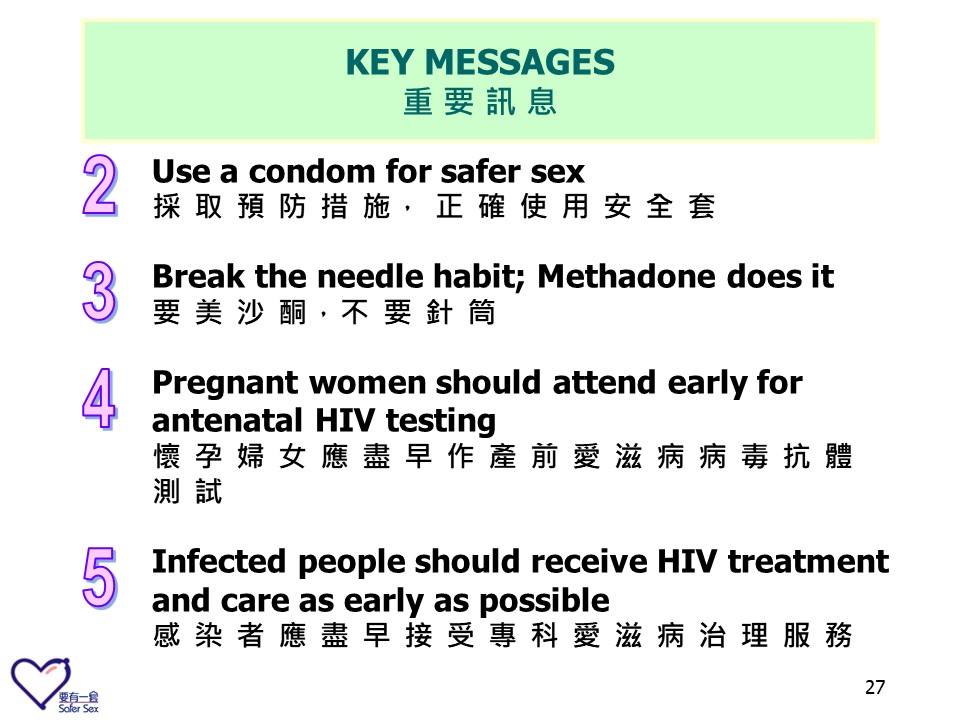 KEY MESSAGES
重要訊息
2 Use a condom for safer sex
採取預防措施，正確使用安全套
3 Break the needle habit; Methadone does it
要美沙酮，不要針筒
4 Pregnant women should attend early for
antenatal HIV testing
懷孕婦女應盡早作產前愛滋病病毒抗體
測試
5 Infected people should receive HIV treatment
and care as early as possible
感染者應盡早接受專科愛滋病治理服務
要有一套
Safer Sex
27